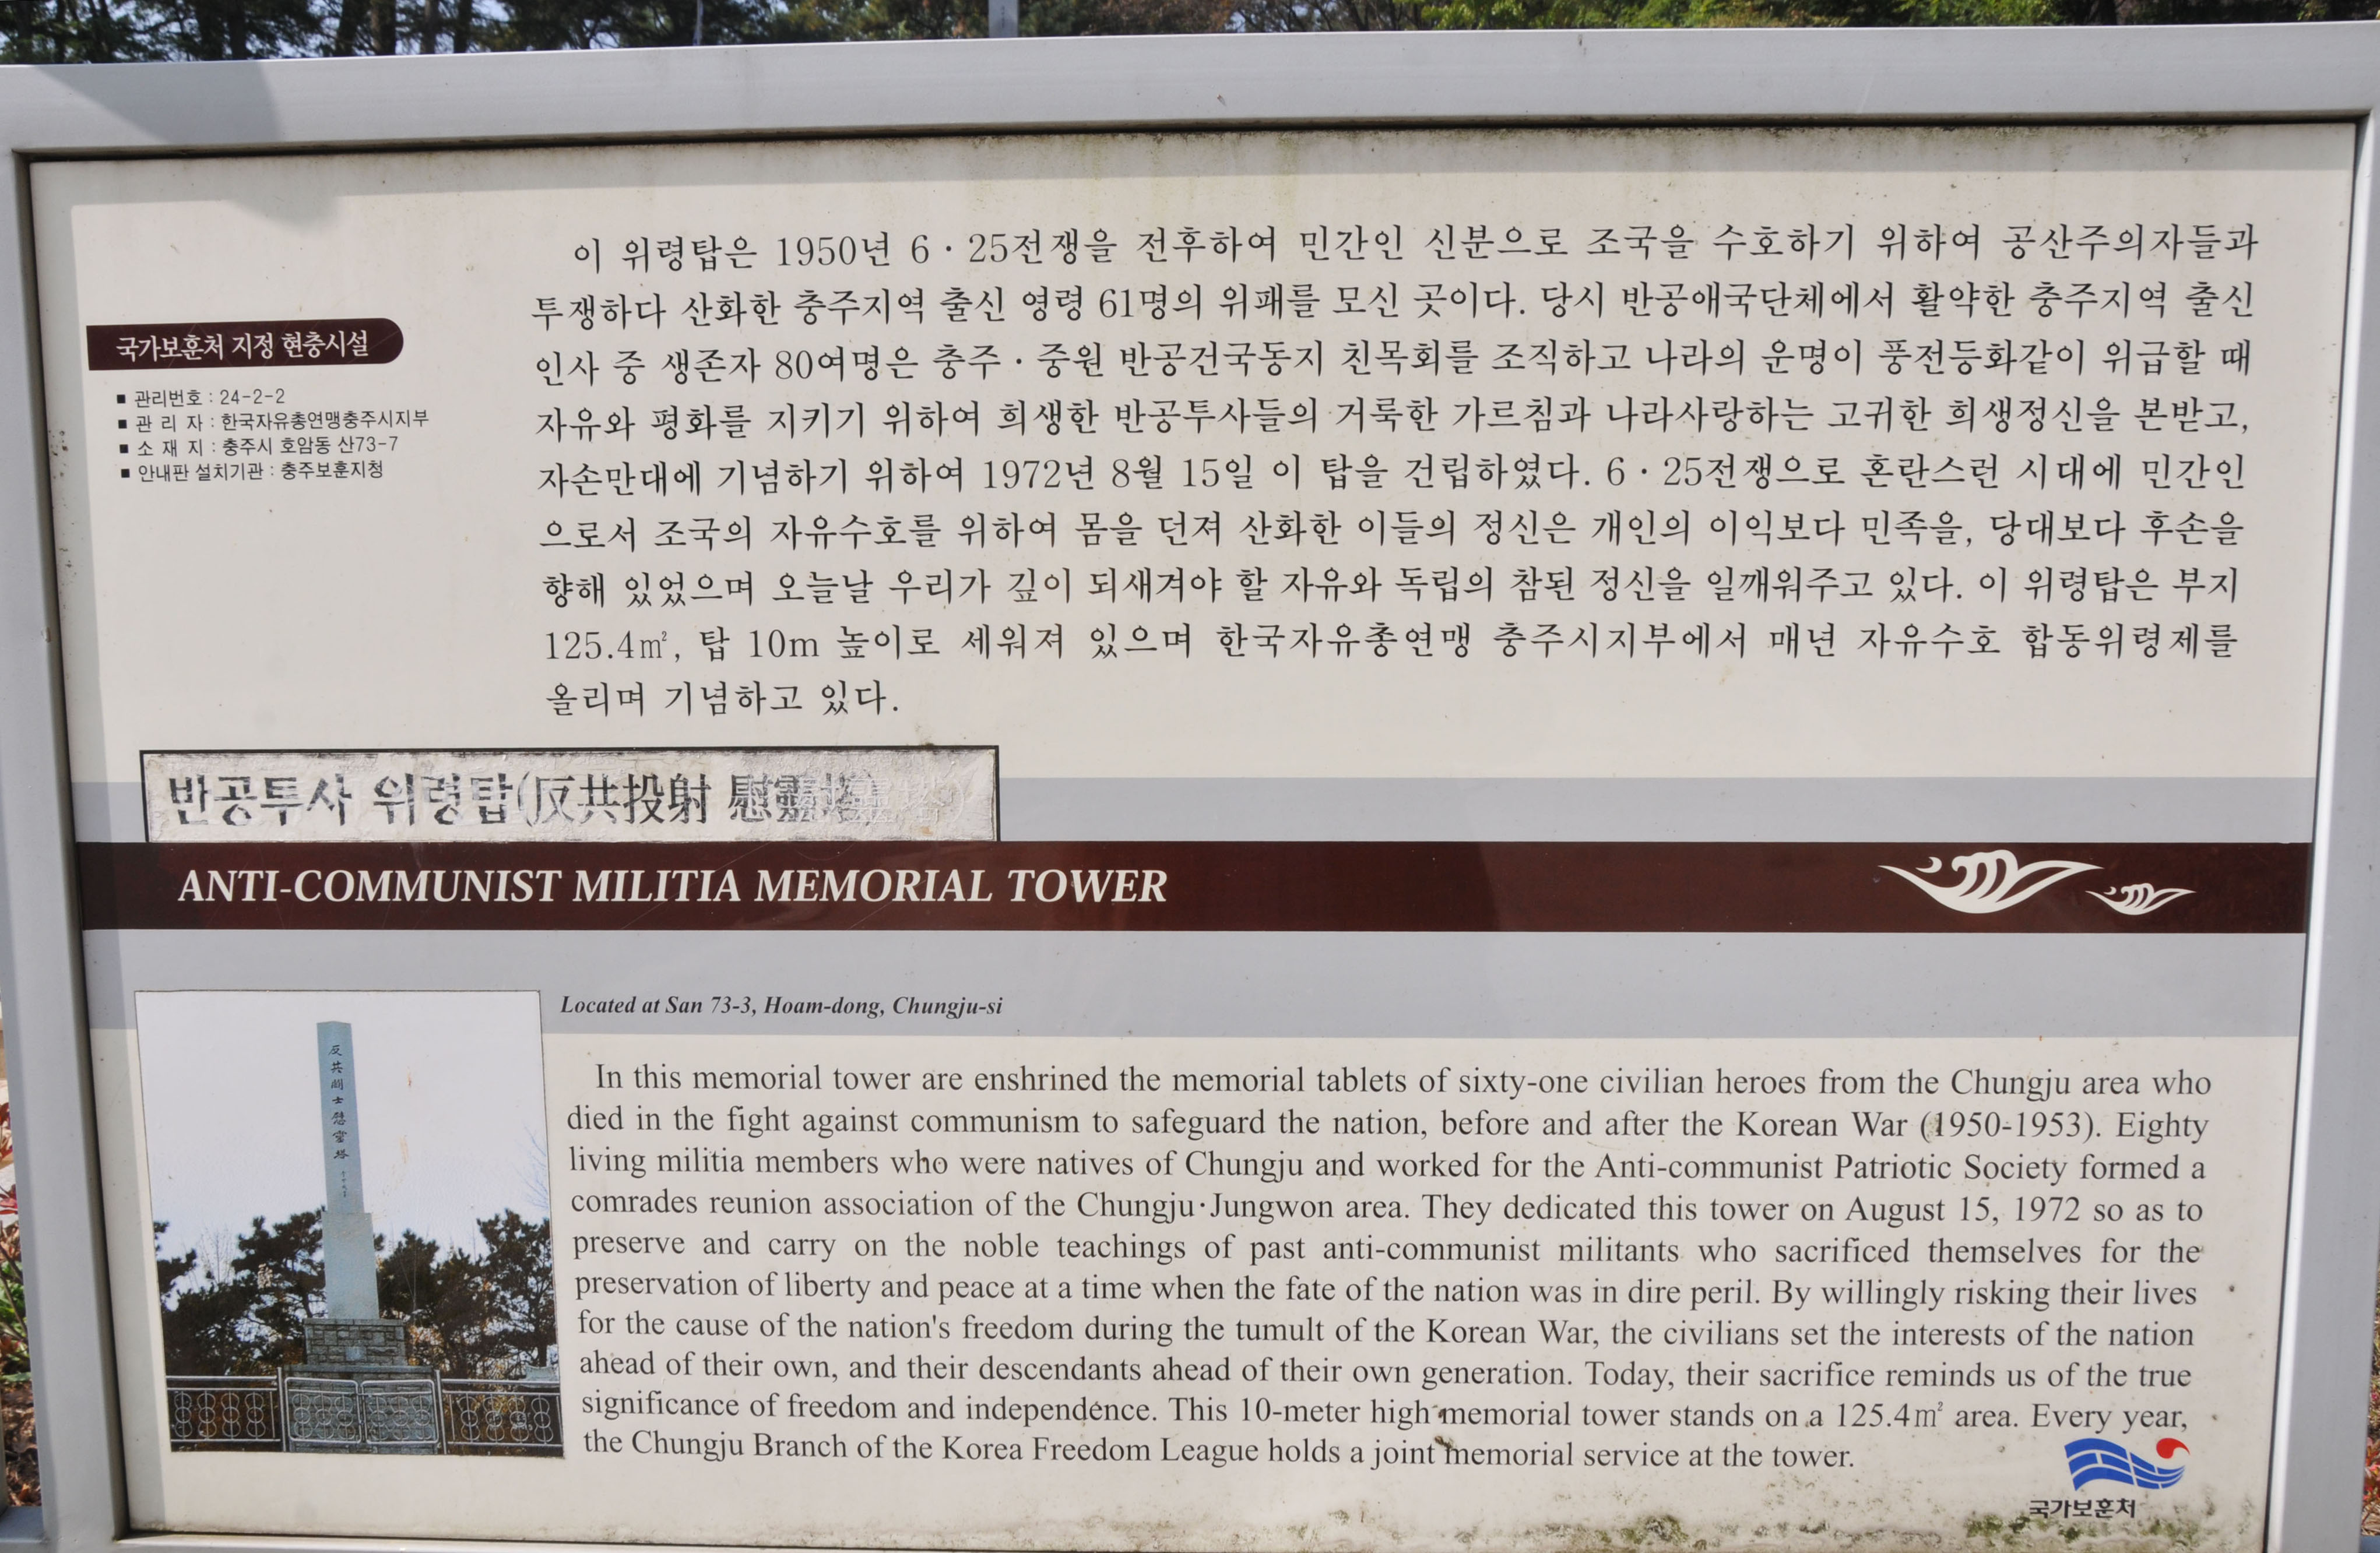 이 위령탑은 1950년 6 · 25전쟁을 전후하여 민간인 신분으로 조국을 수호하기 위하여 공산주의자들과
투쟁하다 산화한 충주지역 출신 영령 61명의 위패를 모신 곳이다. 당시 반공애국단체에서 활약한 충주지역 출신
인사 중 생존자 80여명은 충주 · 중원 반공건국동지 친목회를 조직하고 나라의 운명이 풍전등화같이 위급할 때
자유와 평화를 지키기 위하여 희생한 반공투사들의 거룩한 가르침과 나라사랑하는 고귀한 희생정신을 본받고,
자손만대에 기념하기 위하여 1972년 8월 15일 이 탑을 건립하였다. 6 · 25전쟁으로 혼란스런 시대에 민간인
으로서 조국의 자유수호를 위하여 몸을 던져 산화한 이들의 정신은 개인의 이익보다 민족을, 당대보다 후손을
향해 있었으며 오늘날 우리가 깊이 되새겨야 할 자유와 독립의 참된 정신을 일깨워주고 있다. 이 위령탑은 부지
125.4㎡, 탑 10m 높이로 세워져 있으며 한국자유총연맹 충주시지부에서 매년 자유수호 합동위령제를
올리며 기념하고 있다.
국가보훈처 지정 현충시설
■ 관리번호 : 24-2-2
■ 관 리 자 : 한국자유총연맹충주시지부
■ 소 재 지 : 충주시 호암동 산73-7
■ 안내판 설치기관 : 충주보훈지청
반공투사 위령탑(反共投射 慰靈塔)
ANTI-COMMUNIST MILITIA MEMORIAL TOWER
Located at San 73-3, Hoam-dong, Chungju-si
反共鬪士慰靈塔
In this memorial tower are enshrined the memorial tablets of sixty-one civilian heroes from the Chungju area who
died in the fight against communism to safeguard the nation, before and after the Korean War (1950-1953). Eighty
living militia members who were natives of Chungju and worked for the Anti-communist Patriotic Society formed a
comrades reunion association of the Chungju·Jungwon area. They dedicated this tower on August 15, 1972 so as to
preserve and carry on the noble teachings of past anti-communist militants who sacrificed themselves for the
preservation of liberty and peace at a time when the fate of the nation was in dire peril. By willingly risking their lives
for the cause of the nation's freedom during the tumult of the Korean War, the civilians set the interests of the nation
ahead of their own, and their descendants ahead of their own generation. Today, their sacrifice reminds us of the true
significance of freedom and independence. This 10-meter high memorial tower stands on a 125.4㎡ area. Every year,
the Chungju Branch of the Korea Freedom League holds a joint memorial service at the tower.
국가보훈처